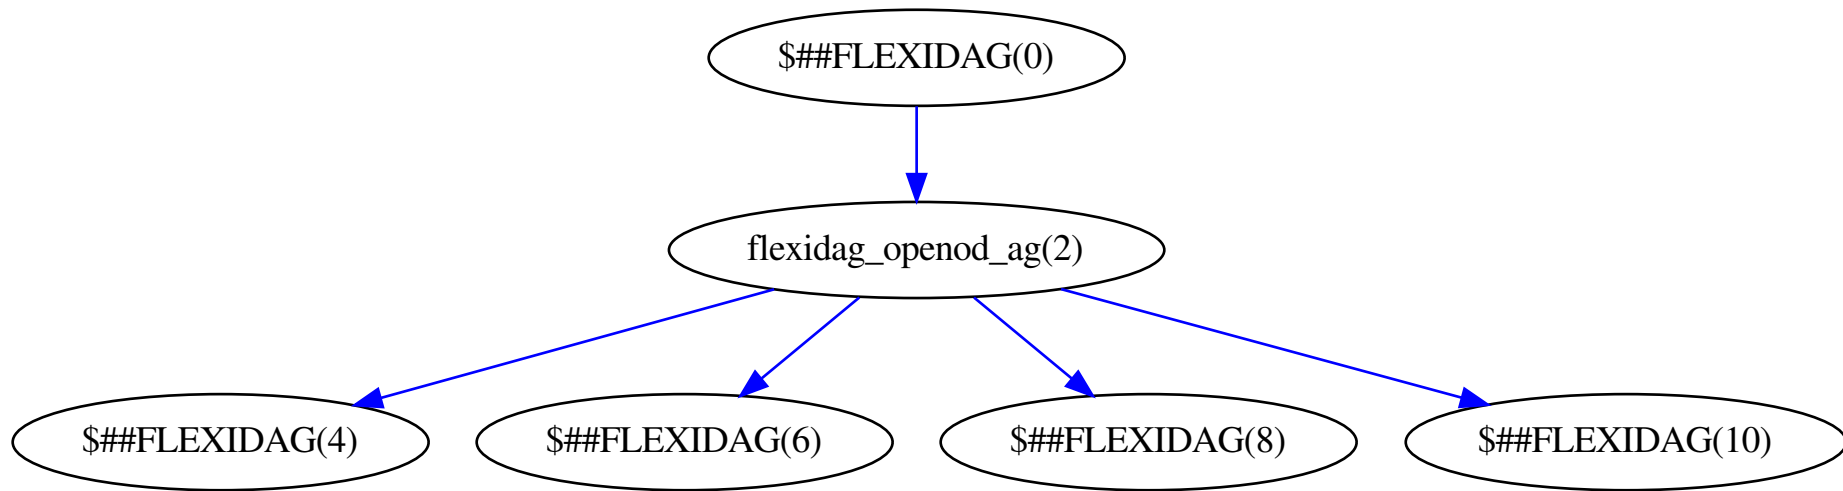 $##FLEXIDAG(0)
flexidag_openod_ag(2)
$##FLEXIDAG(4)
$##FLEXIDAG(6)
$##FLEXIDAG(8)
$##FLEXIDAG(10)